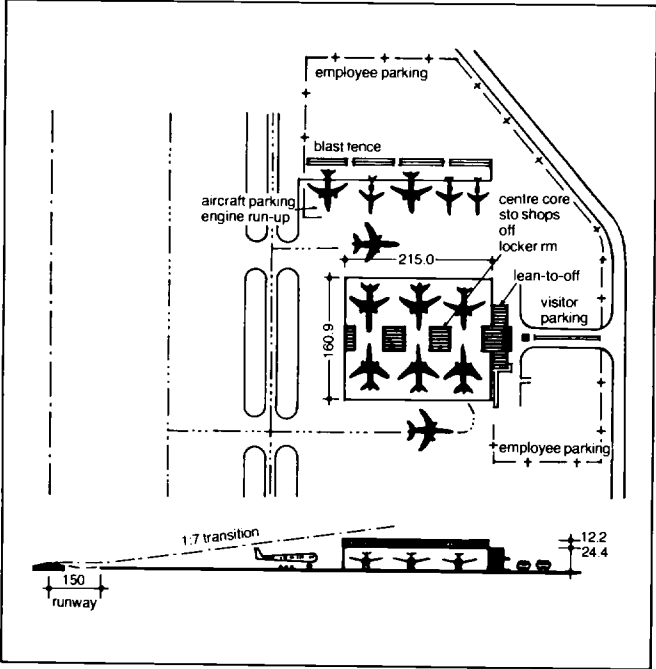 employee parking
blast fence
aircraft parking
engine run-up
centre core
sto shops
off
locker rm
215.0
lean-to-off
visitor
parking
160.9
employee parking
1:7 transition
12.2
24.4
150
runway